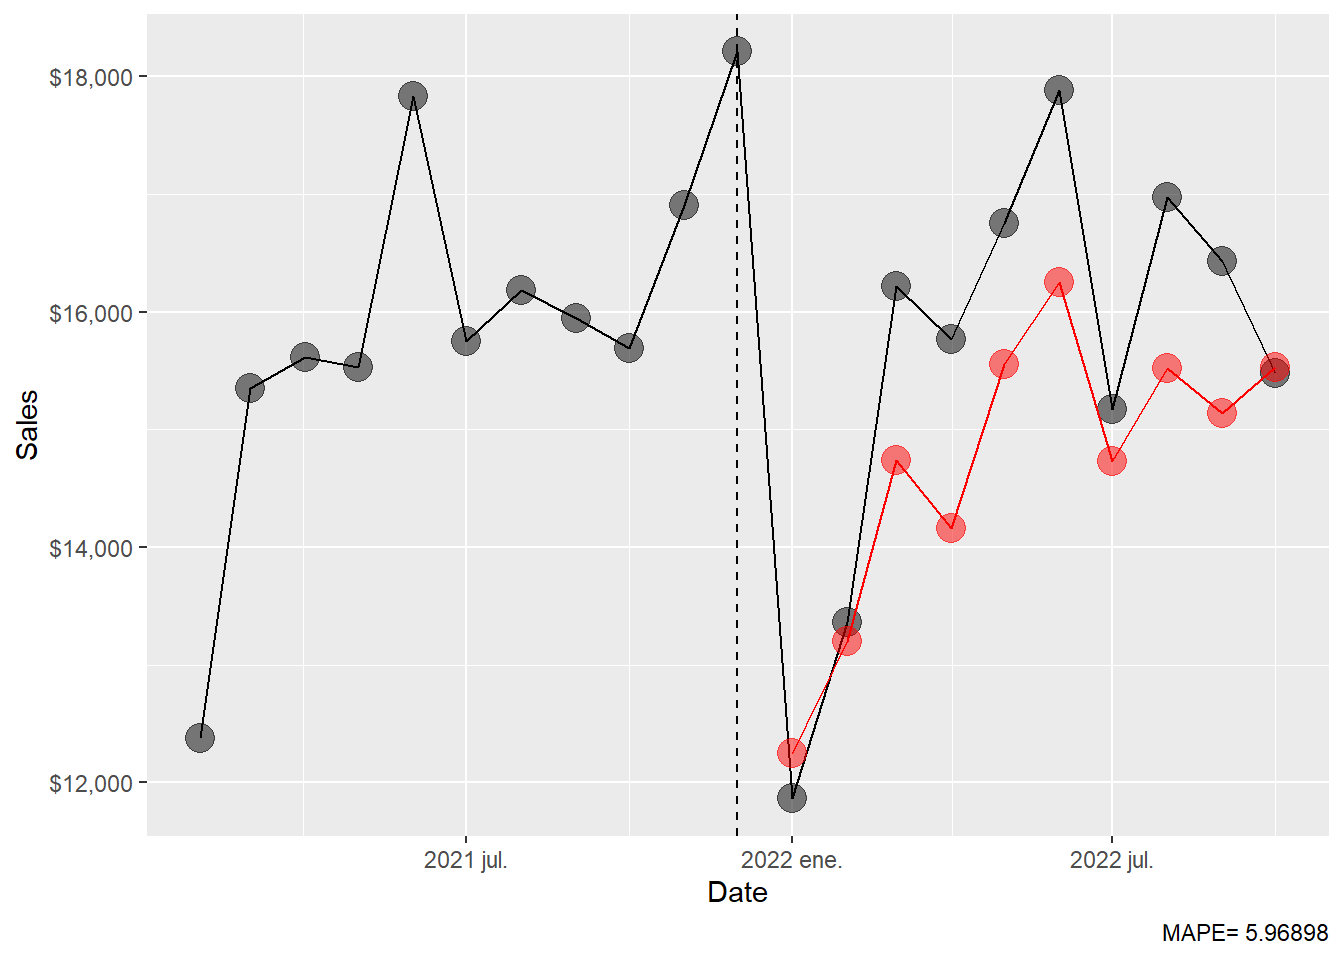 $18,000
$16,000
$14,000
$12,000
Sales
2021 jul.
2022 ene.
2022 jul.
Date
MAPE= 5.96898